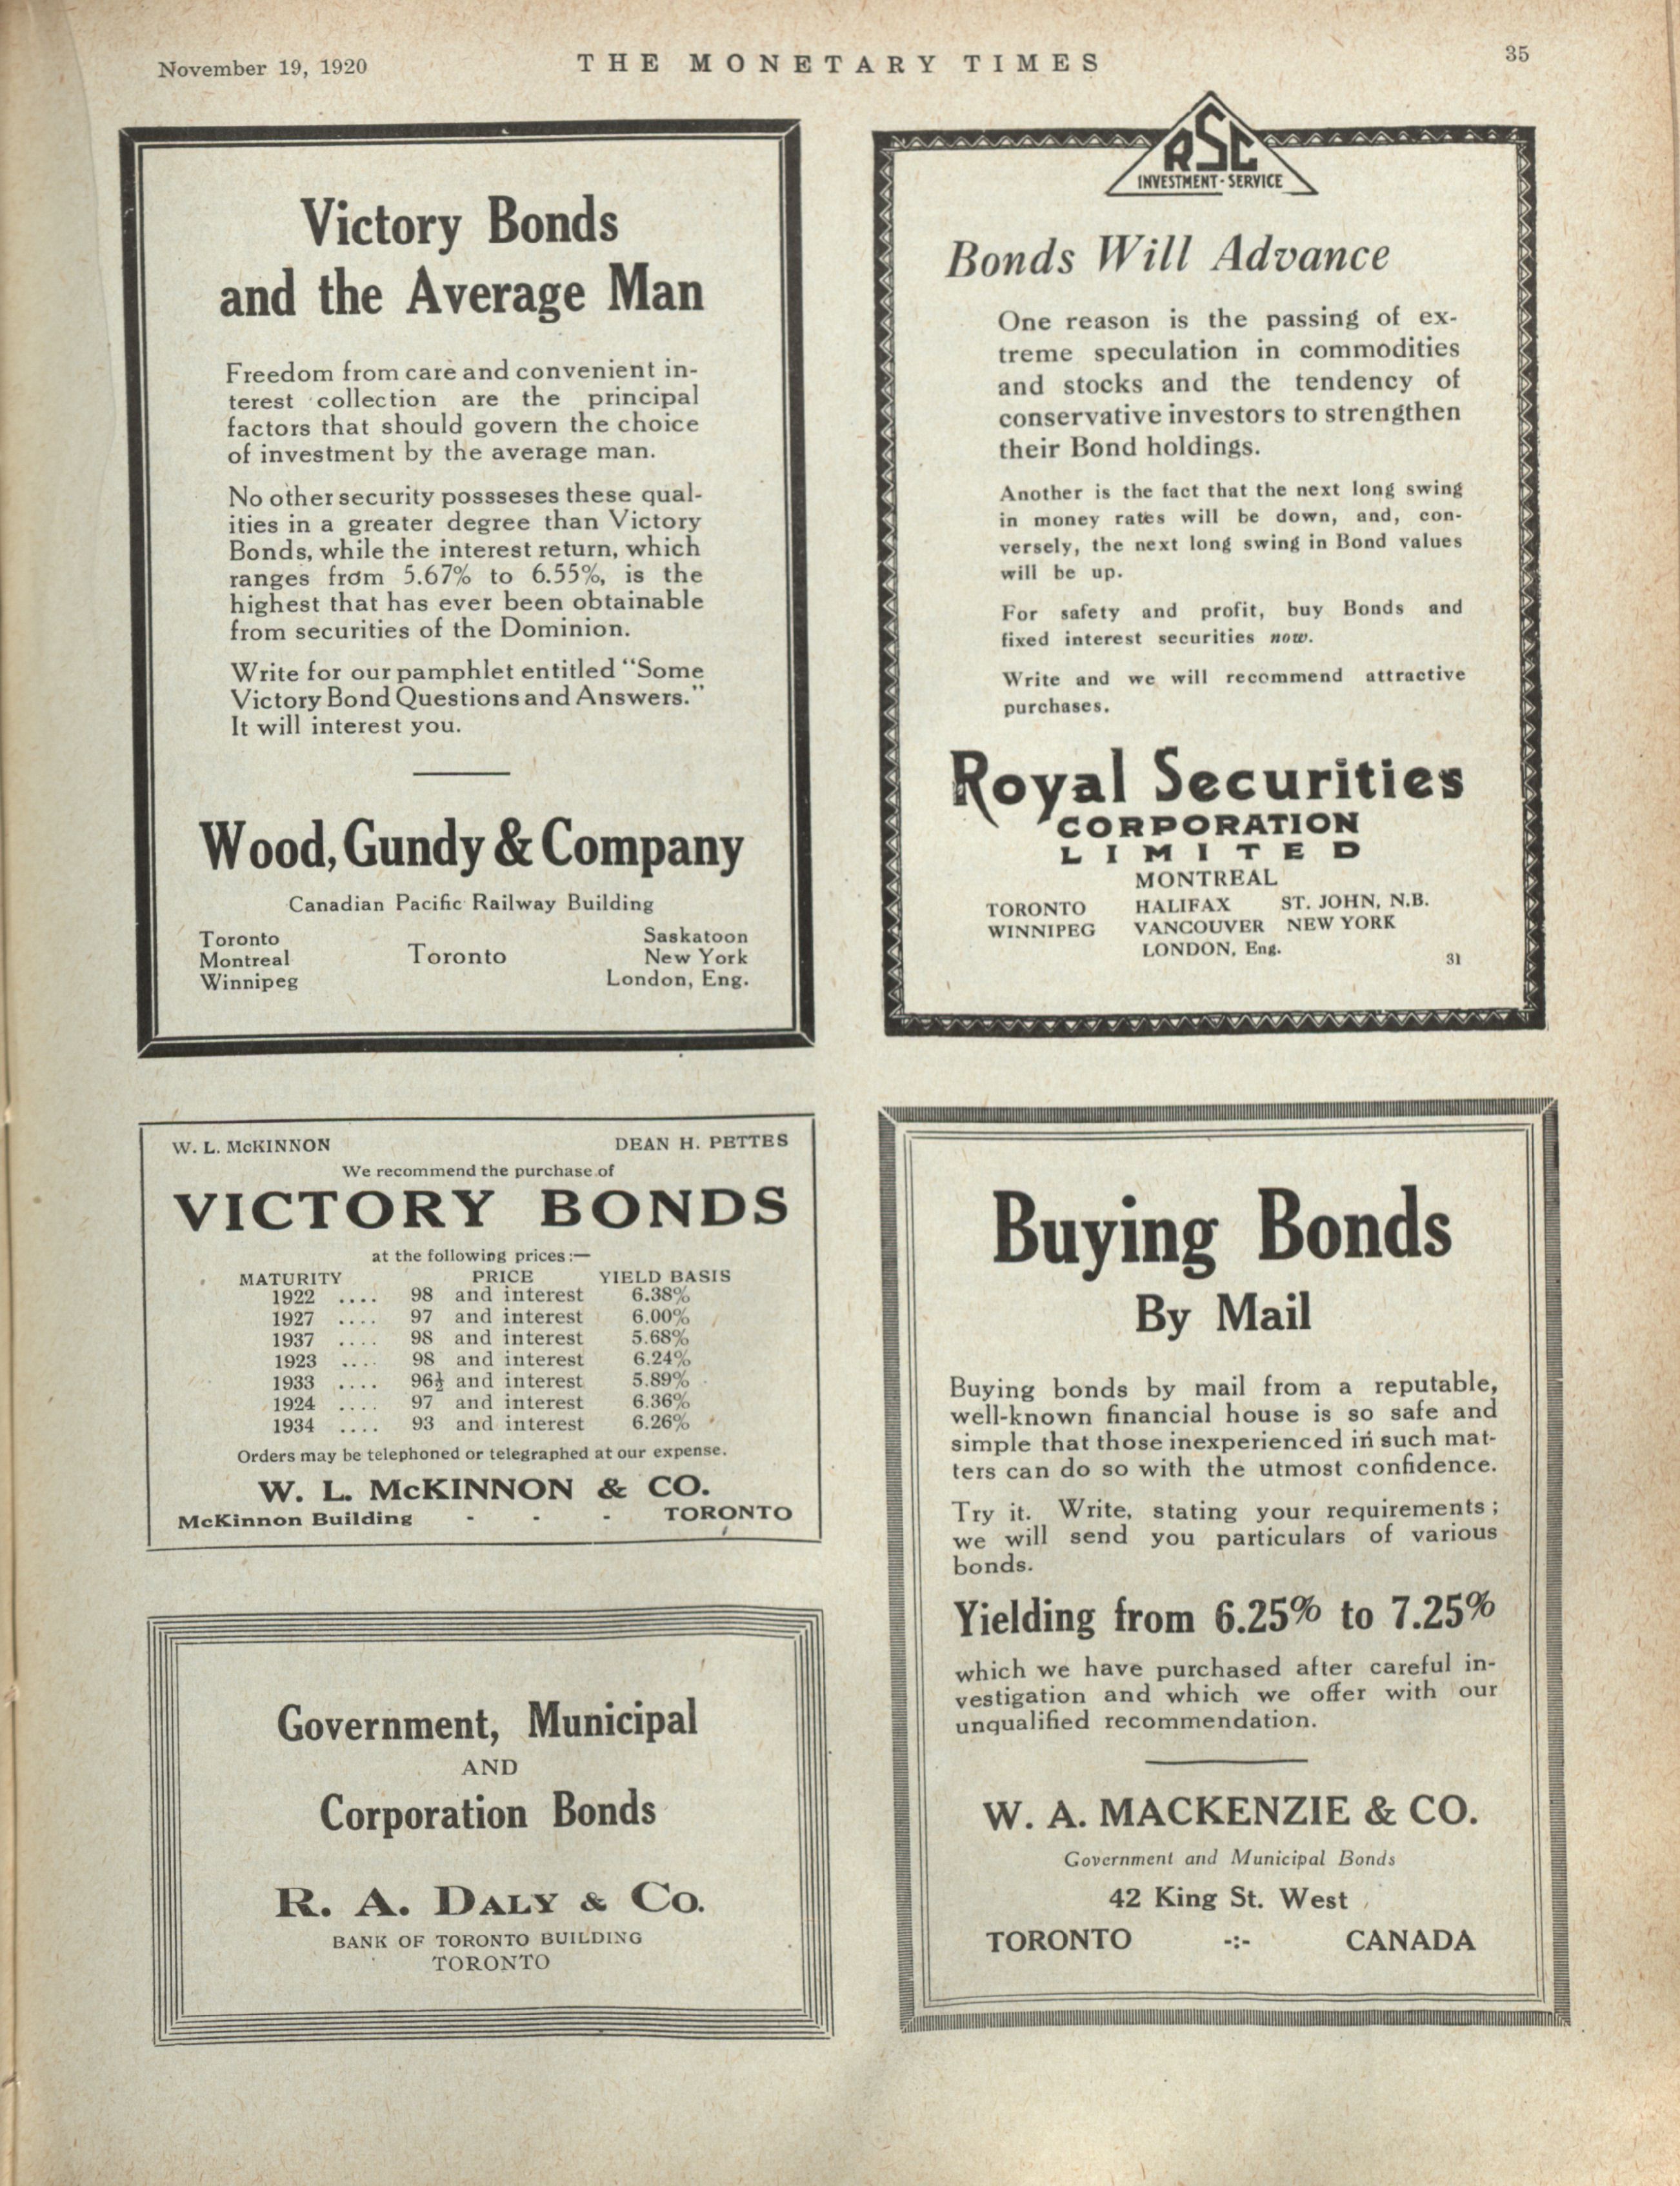 November 19, 1920
THE MONETARY TIMES
35
Victory Bonds
and the Average Man
Freedom from care and convenient in-
terest collection are the principal
factors that should govern the choice
of investment by the average man.
No other security possseses these qual-
ities in a greater degree than Victory
Bonds, while the interest return, which
ranges from 5.67% to 6.55%, is the
highest that has ever been obtainable
from securities of the Dominion.
Write for our pamphlet entitled “Some
Victory Bond Questions and Answers.”
It will interest you.
Wood, Gundy & Company
Canadian Pacific Railway Building
Toronto
Montreal
Winnipeg
Toronto
Saskatoon
New York
London, Eng.
RSC
INVESTMENT-SERVICE
Bonds Will Advance
One reason is the passing of ex-
treme speculation in commodities
and stocks and the tendency of
conservative investors to strengthen
their Bond holdings.
Another is the fact that the next long swing
in money rates will be down, and, con-
versely, the next long swing in Bond values
will be up.
For safety and profit, buy Bonds and
fixed interest securities now.
Write and we will recommend attractive
purchases.
Royal Securities
CORPORATION
LIMITED
MONTREAL
TORONTO HALIFAX ST. JOHN, N.B.
WINNIPEG VANCOUVER NEW YORK
LONDON, Eng.
31
W. L. McKINNON DEAN H. PETTES
We recommend the purchase of
VICTORY BONDS
at the following prices:—
MATURITY PRICE YIELD BASIS
1922 .... 98 and interest 6.38%
1927 .... 97 and interest 6.00%
1937 .... 98 and interest 5.68%
1923 .... 98 and interest 6.24%
1933 .... 96½ and interest 5.89%
1924 .... 97 and interest 6.36%
1934 .... 93 and interest 6.26%
Orders may be telephoned or telegraphed at our expense.
W. L. McKINNON & CO.
McKinnon Building - - - TORONTO
Government, Municipal
AND
Corporation Bonds
R. A. DALY & CO.
BANK OF TORONTO BUILDING
TORONTO
Buying Bonds
By Mail
Buying bonds by mail from a reputable,
well-known financial house is so safe and
simple that those inexperienced in such mat-
ters can do so with the utmost confidence.
Try it. Write, stating your requirements;
we will send you particulars of various
bonds.
Yielding from 6.25% to 7.25%
which we have purchased after careful in-
vestigation and which we offer with our
unqualified recommendation.
W. A. MACKENZIE & CO.
Government and Municipal Bonds
42 King St. West
TORONTO -:- CANADA